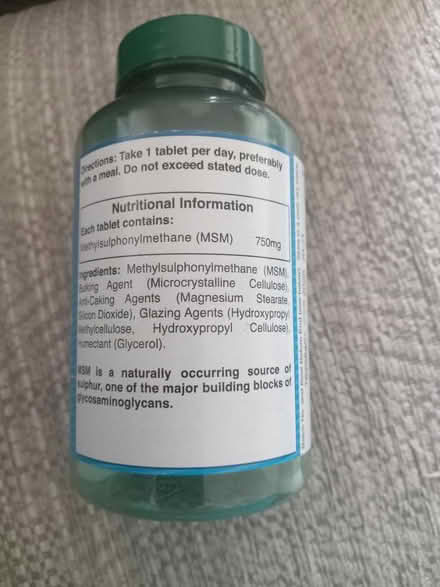 Directions: Take 1 tablet per day, preferably
with a meal. Do not exceed stated dose.
Nutritional Information
Each tablet contains:
Methylsulphonylmethane (MSM) 750mg
Ingredients: Methylsulphonylmethane (MSM),
Bulking Agent (Microcrystalline Cellulose),
Anti-Caking Agents (Magnesium Stearate,
Silicon Dioxide), Glazing Agents (Hydroxypropyl
Methylcellulose, Hydroxypropyl Cellulose),
Humectant (Glycerol).
MSM is a naturally occurring source of
sulphur, one of the major building blocks of
glycosaminoglycans.